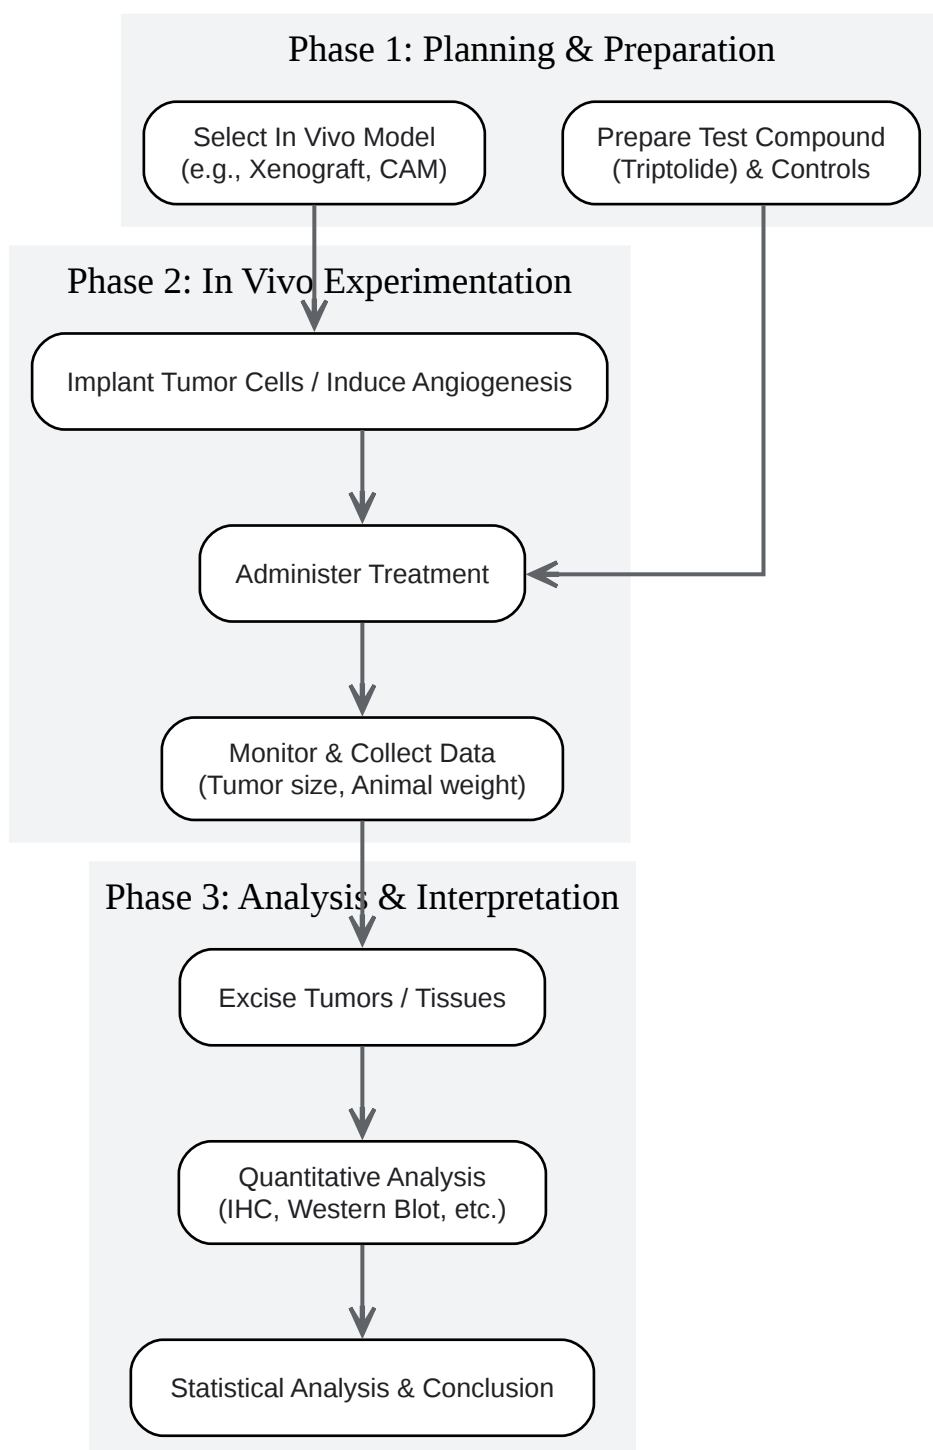 Phase 1: Planning & Preparation
Select In Vivo Model
(e.g., Xenograft, CAM)
Prepare Test Compound
(Triptolide) & Controls
Phase 2: In Vivo Experimentation
Implant Tumor Cells / Induce Angiogenesis
Administer Treatment
Monitor & Collect Data
(Tumor size, Animal weight)
Phase 3: Analysis & Interpretation
Excise Tumors / Tissues
Quantitative Analysis
(IHC, Western Blot, etc.)
Statistical Analysis & Conclusion